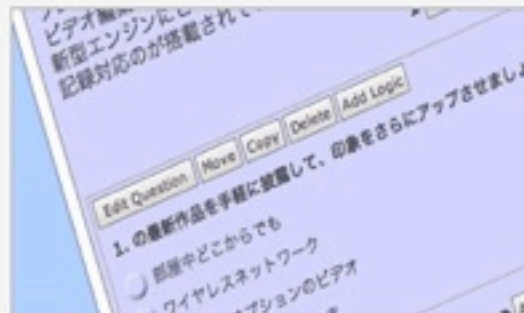 ビデオ編集
新型エンジンに
記録対応のが搭載されて
Edit Question Move Copy Delete Add Logic
1. の最新作品を手軽に披露して、印象をさらにアップさせましょ
部屋中どこからでも
ワイヤレスネットワーク
プションのビデオ